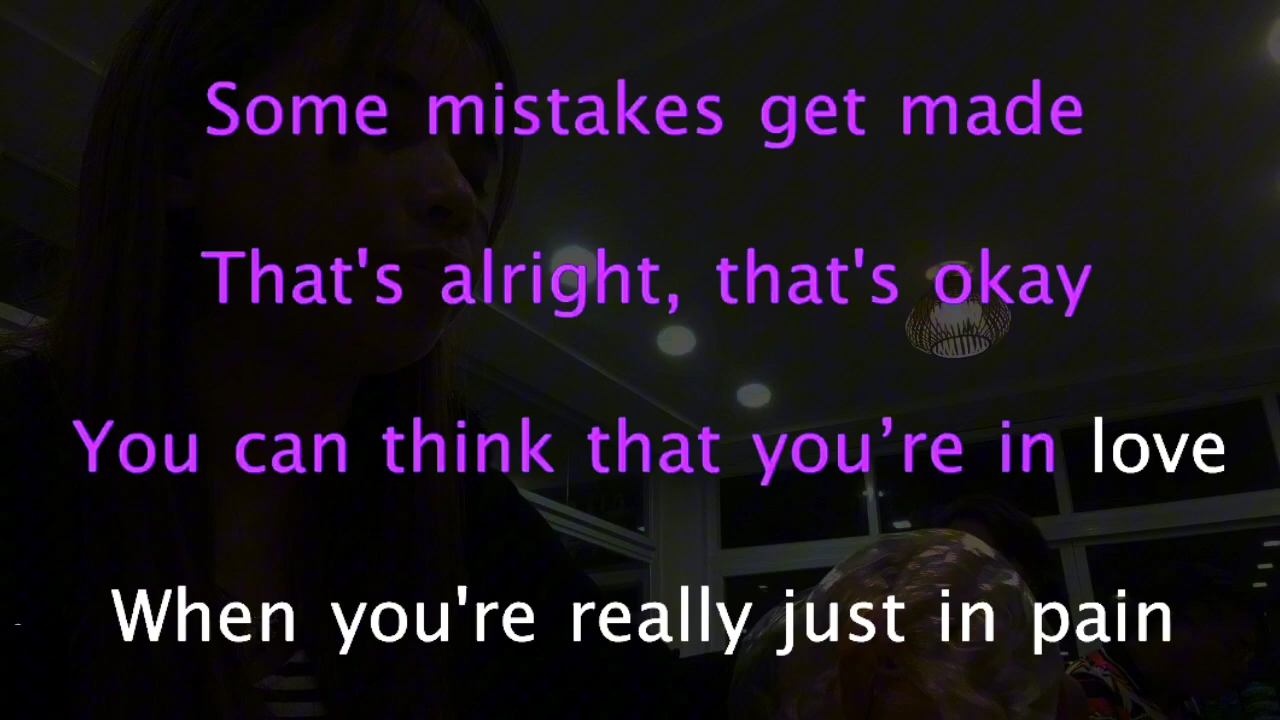 Some mistakes get made
That's alright, that's okay
You can think that you’re in love
When you're really just in pain